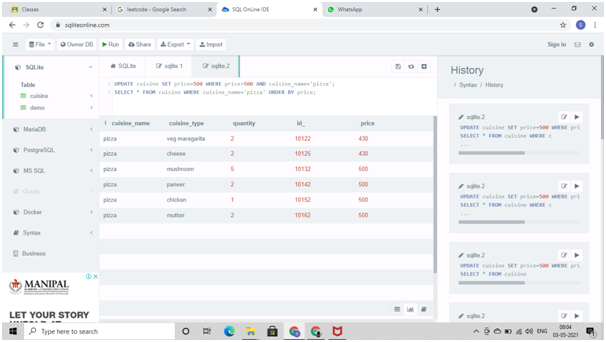 Classes
leetcode - Google Search
SQL OnLine IDE
WhatsApp
sqliteonline.com
File
Owner DB
Run
Share
Export
Import
Sign in
SQLite
Table
cuisine
demo
MariaDB
PostgreSQL
MS SQL
Oracle
Docker
Syntax
Business
MANIPAL
LET YOUR STORY
SQLite
sqlite 1
sqlite 2
1 UPDATE cuisine SET price=500 WHERE price>500 AND cuisine_name='pizza';
2 SELECT * FROM cuisine WHERE cuisine_name='pizza' ORDER BY price;
cuisine_name cuisine_type quantity id_ price
pizza veg maragarilla 2 10122 430
pizza cheese 2 10125 430
pizza mushroom 5 10132 500
pizza paneer 2 10142 500
pizza chicken 1 10152 500
pizza mutton 2 10162 500
History
/ Syntax / History
sqlite.2
UPDATE cuisine SET price=500 WHERE pri
SELECT * FROM cuisine WHERE c
...
sqlite.2
UPDATE cuisine SET price=500 WHERE pri
SELECT * FROM cuisine WHERE c
...
sqlite.2
UPDATE cuisine SET price=500 WHERE pri
SELECT * FROM cuisine
sqlite.2
Type here to search
ENG
08:04
03-05-2021